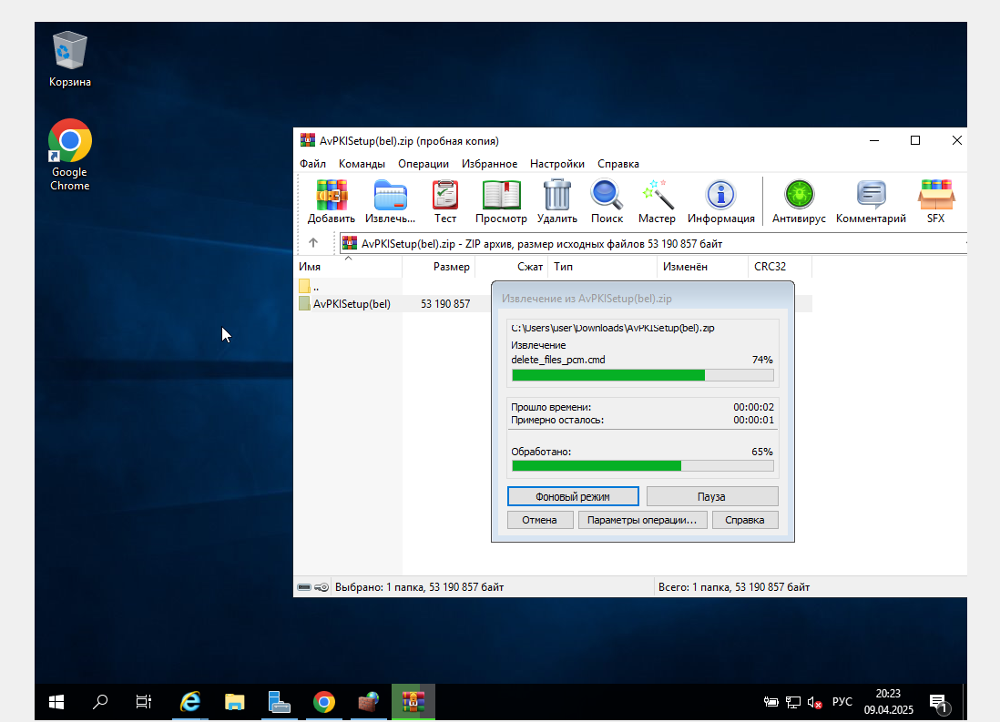 Корзина
Google
Chrome
AvPKISetup(bel).zip (пробная копия)
Файл Команды Операции Избранное Настройки Справка
Добавить Извлечь... Тест Просмотр Удалить Поиск Мастер Информация Антивирус Комментарий SFX
AvPKISetup(bel).zip - ZIP архив, размер исходных файлов 53 190 857 байт
Имя Размер Сжат Тип Изменён CRC32
..
AvPKISetup(bel) 53 190 857
Извлечение из AvPKISetup(bel).zip
C:\Users\user\Downloads\AvPKISetup(bel).zip
Извлечение
delete_files_pcm.cmd 74%
Прошло времени: 00:00:02
Примерно осталось: 00:00:01
Обработано: 65%
Фоновый режим Пауза
Отмена Параметры операции... Справка
Выбрано: 1 папка, 53 190 857 байт Всего: 1 папка, 53 190 857 байт
РУС
20:23
09.04.2025
1